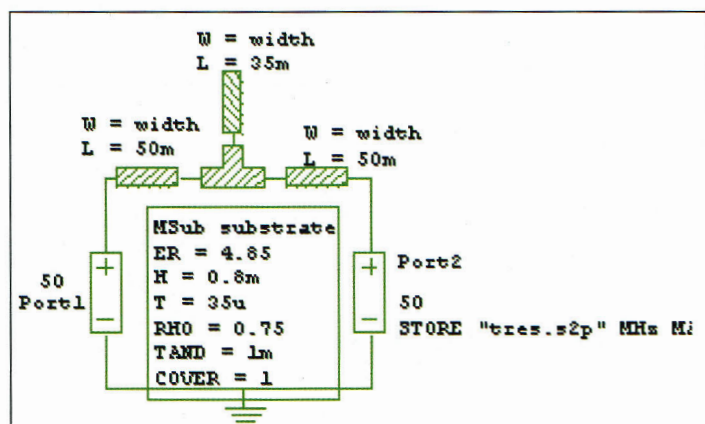 W = width
L = 35m
W = width
L = 50m
W = width
L = 50m
MSub substrate
ER = 4.85
H = 0.8m
T = 35u
RHO = 0.75
TAND = 1m
COVER = 1
50
Port1
Port2
50
STORE "tres.s2p" MHz